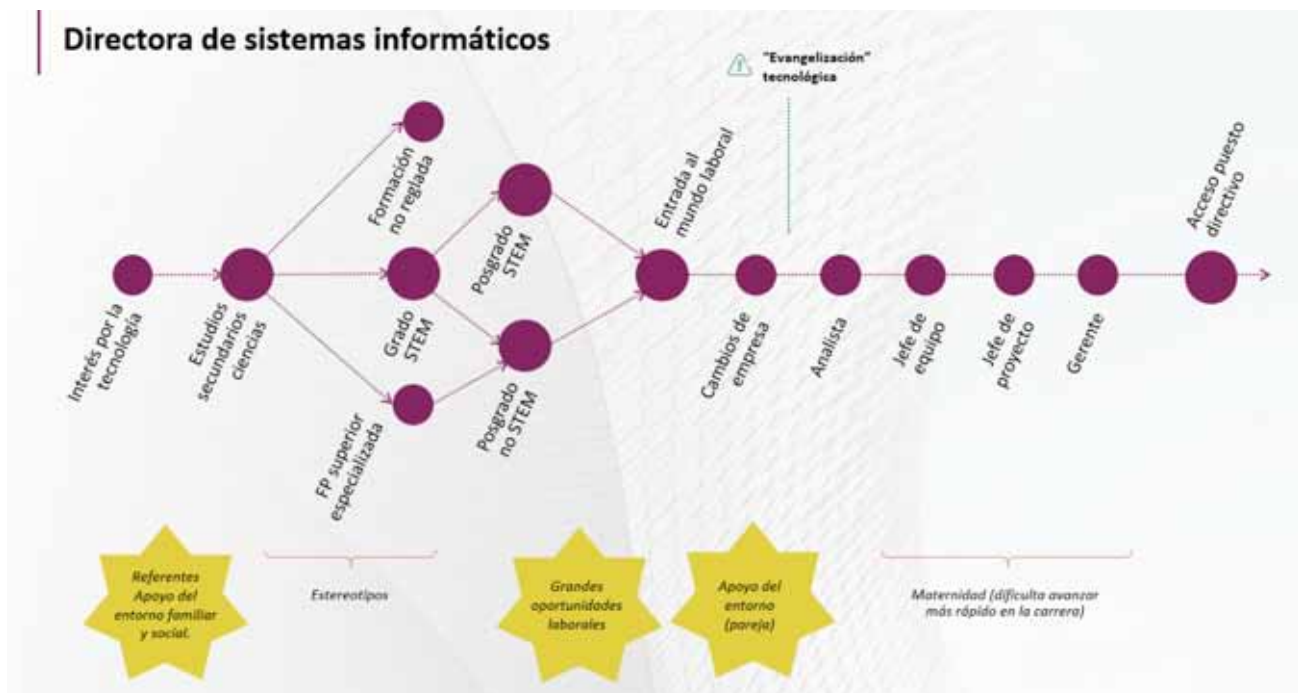 Directora de sistemas informáticos
"Evangelización"
tecnológica
Interés por la
tecnología
Estudios
secundarios
ciencias
Formación
no reglada
Grado
STEM
FP superior
especializada
Posgrado
STEM
Posgrado
no STEM
Entrada al
mundo laboral
Cambios de
empresa
Analista
Jefe de
equipo
Jefe de
proyecto
Gerente
Acceso puesto
directivo
Referentes
Apoyo del
entorno familiar
y social.
Estereotipos
Grandes
oportunidades
laborales
Apoyo del
entorno
(pareja)
Maternidad (dificulta avanzar
más rápido en la carrera)